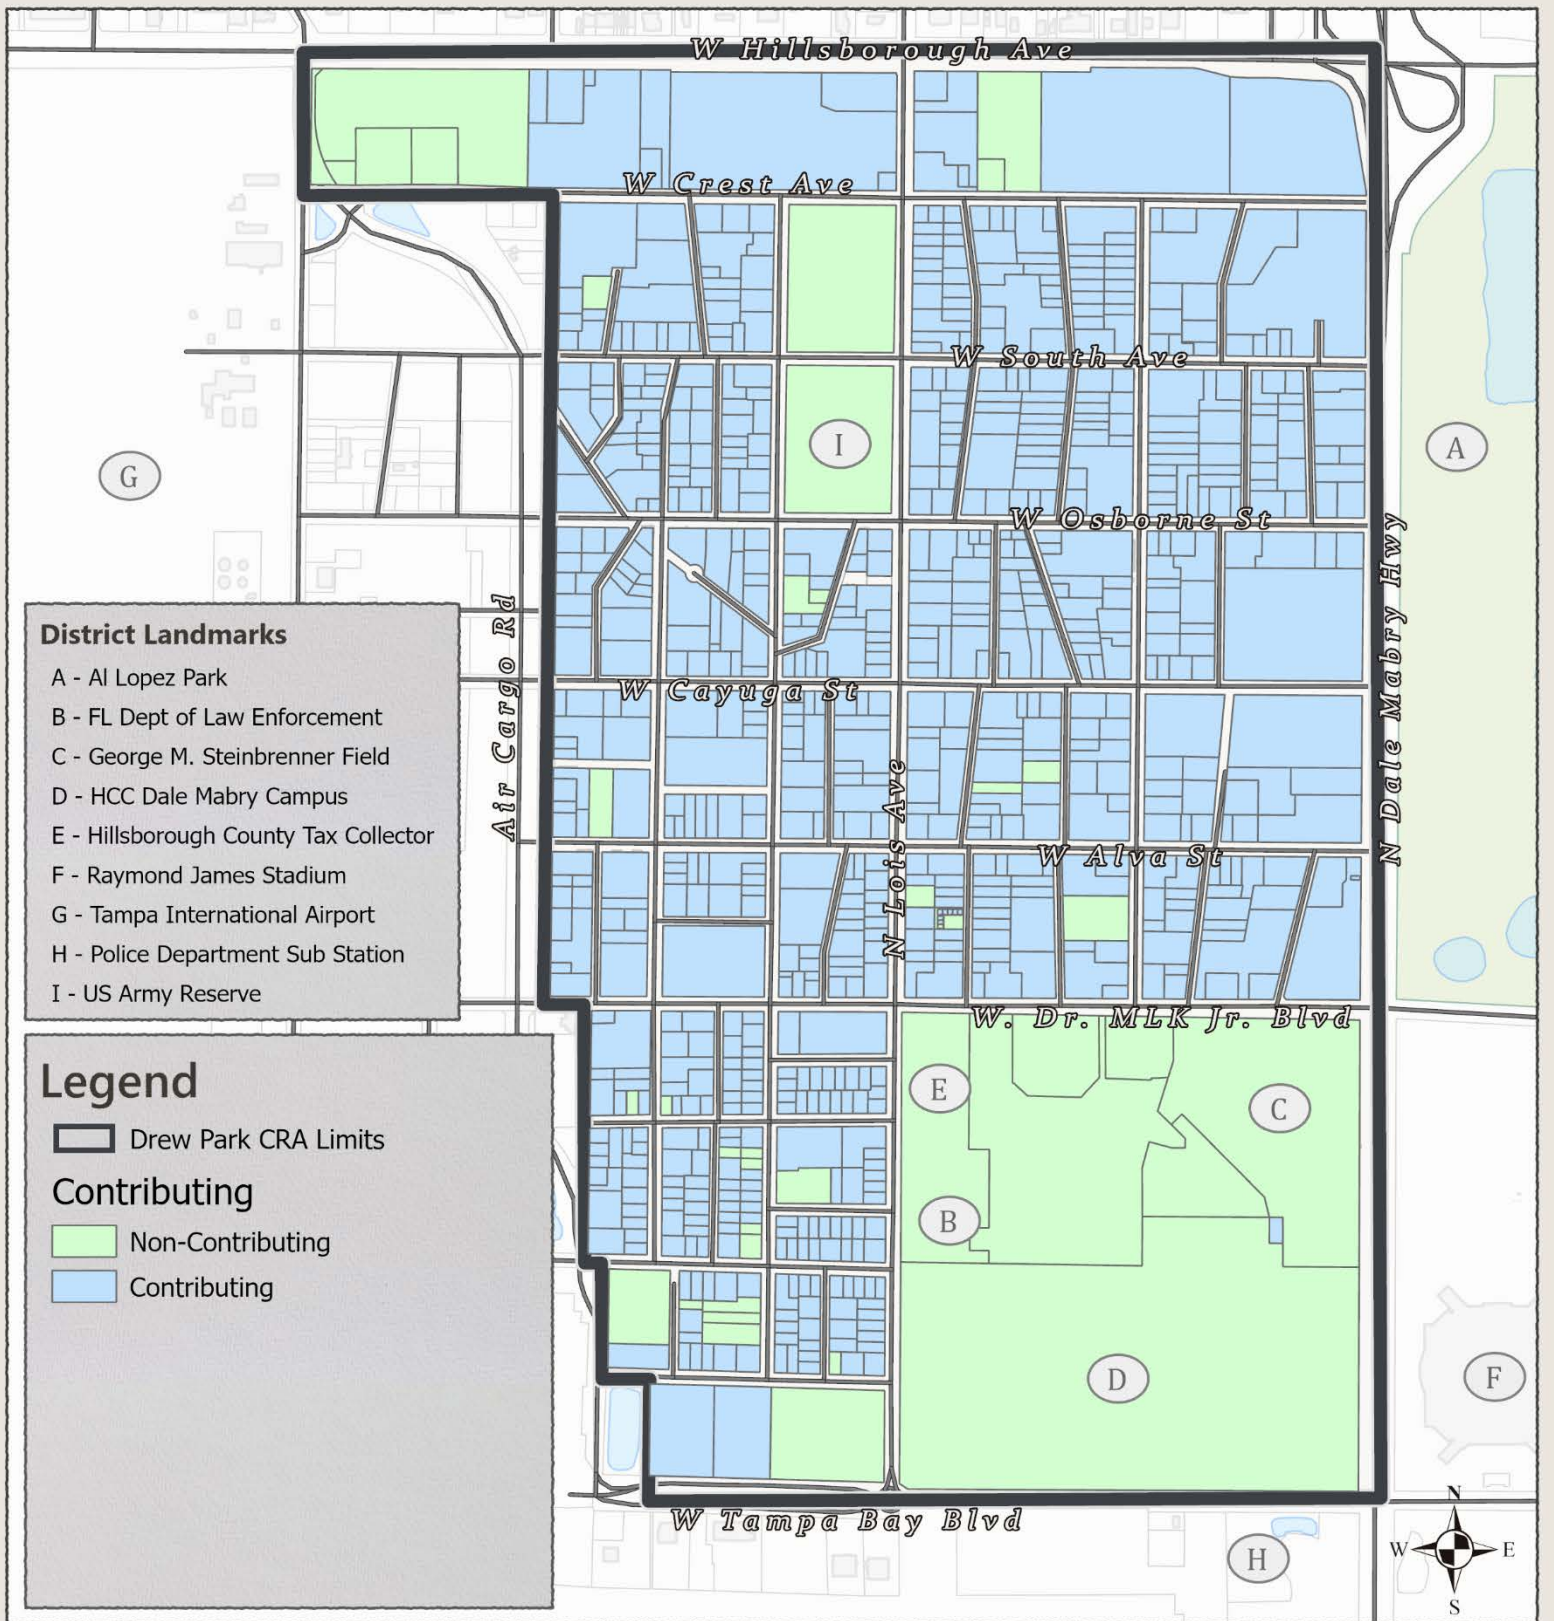 W Hillsborough Ave
W Crest Ave
W South Ave
I
A
G
W Osborne St
N Dale Mabry Hwy
Air Cargo Rd
W Cayuga St
N Lois Ave
W Alva St
W. Dr. MLK Jr. Blvd
District Landmarks
A - Al Lopez Park
B - FL Dept of Law Enforcement
C - George M. Steinbrenner Field
D - HCC Dale Mabry Campus
E - Hillsborough County Tax Collector
F - Raymond James Stadium
G - Tampa International Airport
H - Police Department Sub Station
I - US Army Reserve
Legend
Drew Park CRA Limits
Contributing
Non-Contributing
Contributing
E
C
B
D
F
W Tampa Bay Blvd
H
N
W E
S